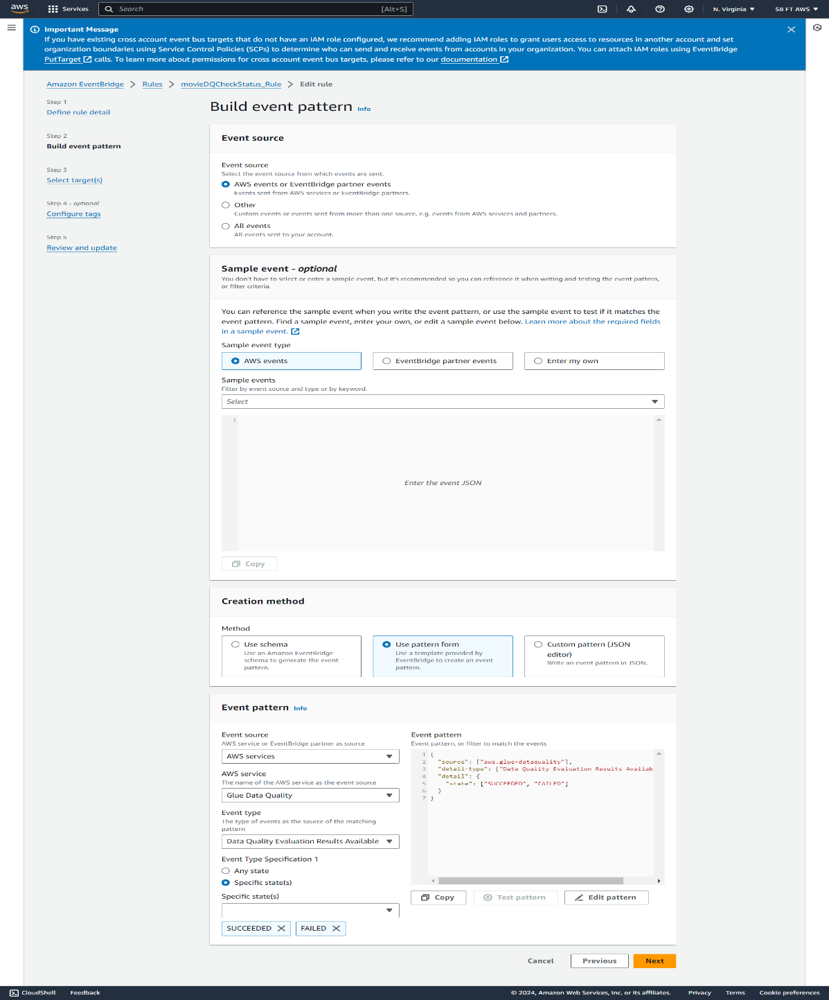 aws
Services
Search
[Alt+S]
N. Virginia
SB FT AWS
Important Message
If you have existing cross account event bus targets that do not have an IAM role configured, we recommend adding IAM roles to grant users access to resources in another account and set
organization boundaries using Service Control Policies (SCPs) to determine who can send and receive events from accounts in your organization. You can attach IAM roles using EventBridge
PutTarget calls. To learn more about permissions for cross account event bus targets, please refer to our documentation
Amazon EventBridge > Rules > movieDQCheckStatus_Rule > Edit rule
Step 1
Define rule detail
Step 2
Build event pattern
Step 3
Select target(s)
Step 4 - optional
Configure tags
Step 5
Review and update
Build event pattern Info
Event source
Event source
Select the event source from which events are sent.
AWS events or EventBridge partner events
Events sent from AWS services or EventBridge partners.
Other
Custom events or events sent from more than one source, e.g. events from AWS services and partners.
All events
All events sent to your account.
Sample event - optional
You don't have to select or enter a sample event, but it's recommended so you can reference it when writing and testing the event pattern,
or filter criteria.
You can reference the sample event when you write the event pattern, or use the sample event to test if it matches the
event pattern. Find a sample event, enter your own, or edit a sample event below. Learn more about the required fields
in a sample event.
Sample event type
AWS events
EventBridge partner events
Enter my own
Sample events
Filter by event source and type or by keyword.
Select
1
Enter the event JSON
Copy
Creation method
Method
Use schema
Use an Amazon EventBridge
schema to generate the event
pattern.
Use pattern form
Use a template provided by
EventBridge to create an event
pattern.
Custom pattern (JSON
editor)
Write an event pattern in JSON.
Event pattern Info
Event source
AWS service or EventBridge partner as source
AWS services
AWS service
The name of the AWS service as the event source
Glue Data Quality
Event type
The type of events as the source of the matching
pattern
Data Quality Evaluation Results Available
Event Type Specification 1
Any state
Specific state(s)
Specific state(s)
SUCCEEDED
FAILED
Event pattern
Event pattern, or filter to match the events
1 {
2 "source": ["aws.glue-dataquality"],
3 "detail-type": ["Data Quality Evaluation Results Availab
4 "detail": {
5 "state": ["SUCCEEDED", "FAILED"]
6 }
7 }
Copy
Test pattern
Edit pattern
Cancel
Previous
Next
CloudShell
Feedback
© 2024, Amazon Web Services, Inc. or its affiliates.
Privacy
Terms
Cookie preferences